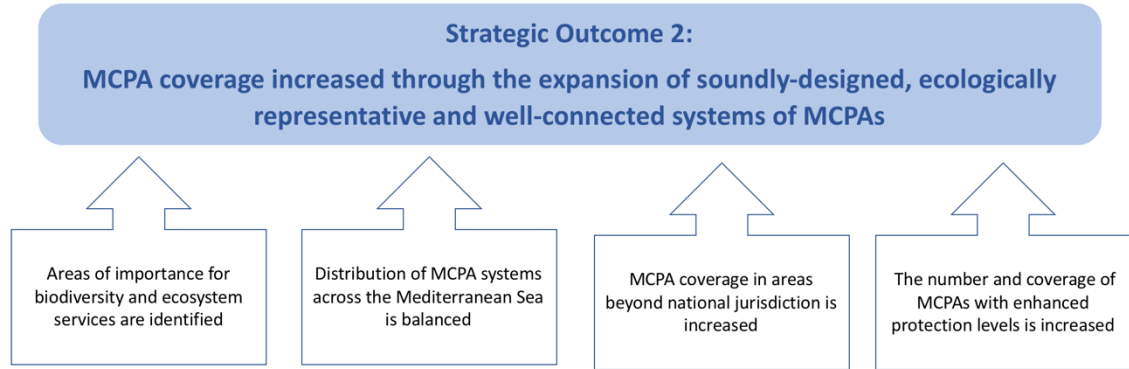 Strategic Outcome 2:
MCPA coverage increased through the expansion of soundly-designed, ecologically
representative and well-connected systems of MCPAs
Areas of importance for
biodiversity and ecosystem
services are identified
Distribution of MCPA systems
across the Mediterranean Sea
is balanced
MCPA coverage in areas
beyond national jurisdiction is
increased
The number and coverage of
MCPAs with enhanced
protection levels is increased